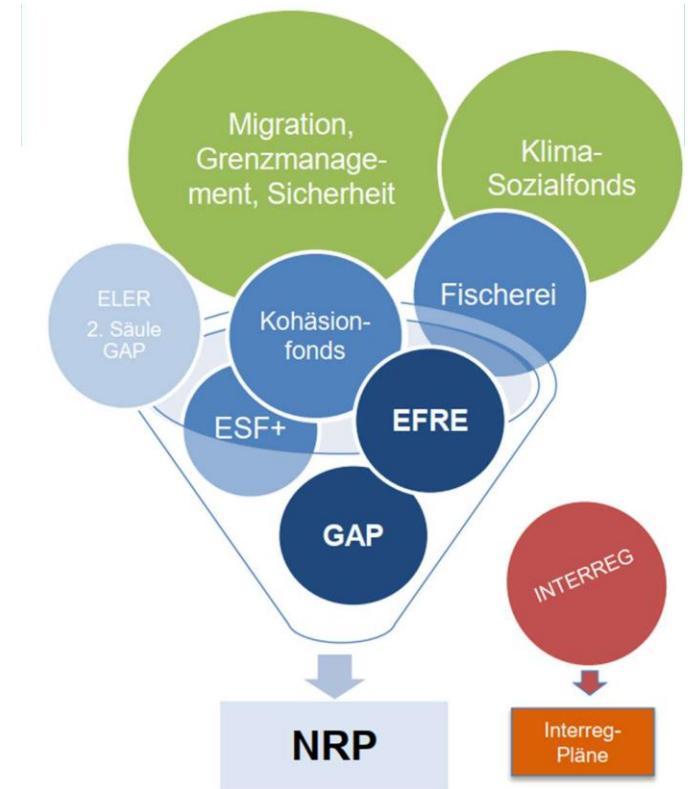 Migration,
Grenzmanage-
ment, Sicherheit
Klima-
Sozialfonds
ELER
2. Säule
GAP
Kohäsion-
fonds
Fischerei
ESF+
EFRE
GAP
INTERREG
NRP
Interreg-
Pläne